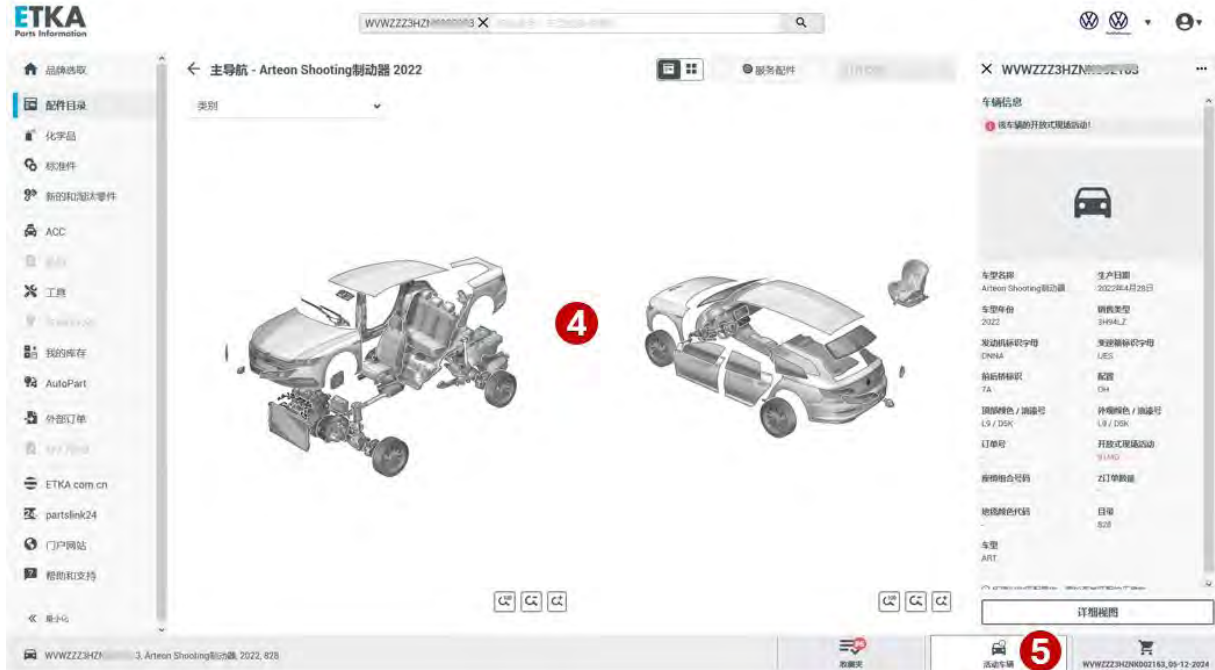 ETKA
Parts Information
WVWZZZ3HZN
主导航 - Arteon Shooting制动器 2022
服务配件
类别
品牌选取
配件目录
化学品
标准件
新的和淘汰零件
ACC
工具
我的库存
AutoPart
外部订单
ETKA.com.cn
partslink24
门户网站
帮助和支持
最小化
4
WVWZZZ3HZN
车辆信息
该车辆的开放式现场活动!
车型名称
生产日期
Arteon Shooting制动器
2022年4月28日
车型年份
销售类型
2022
3H94LZ
发动机标识字母
变速箱标识字母
DNNA
UES
前后桥标识
配置
7A
顶部颜色 / 油漆号
外部颜色 / 油漆号
L9 / D5K
L9 / D5K
订单号
开放式现场活动
座椅组合号码
Z订单数量
-
地毯颜色代码
目录
-
828
车型
ART
详细视图
WVWZZZ3HZN 3, Arteon Shooting制动器, 2022, 828
收藏夹
活动车辆
5
WVWZZZ3HZNK002163_05-12-2024